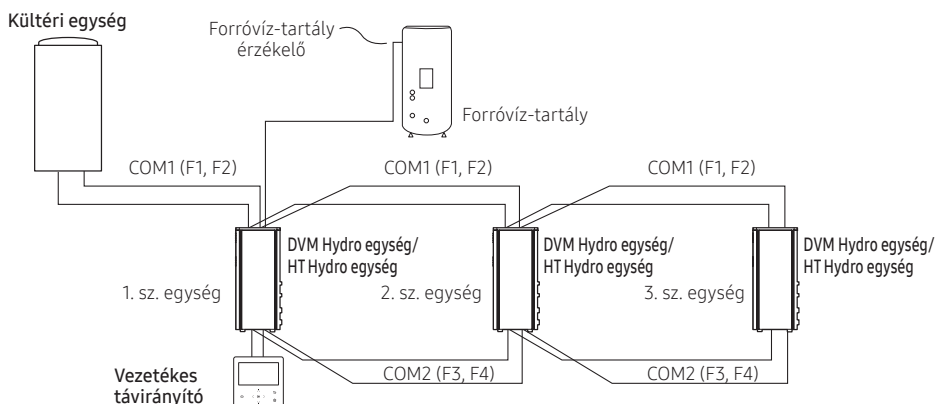 Kültéri egység
Forróvíz-tartály
érzékelő
Forróvíz-tartály
COM1 (F1, F2)
COM1 (F1, F2)
COM1 (F1, F2)
DVM Hydro egység/
HT Hydro egység
1. sz. egység
DVM Hydro egység/
HT Hydro egység
2. sz. egység
DVM Hydro egység/
HT Hydro egység
3. sz. egység
COM2 (F3, F4)
COM2 (F3, F4)
Vezetékes
távirányító